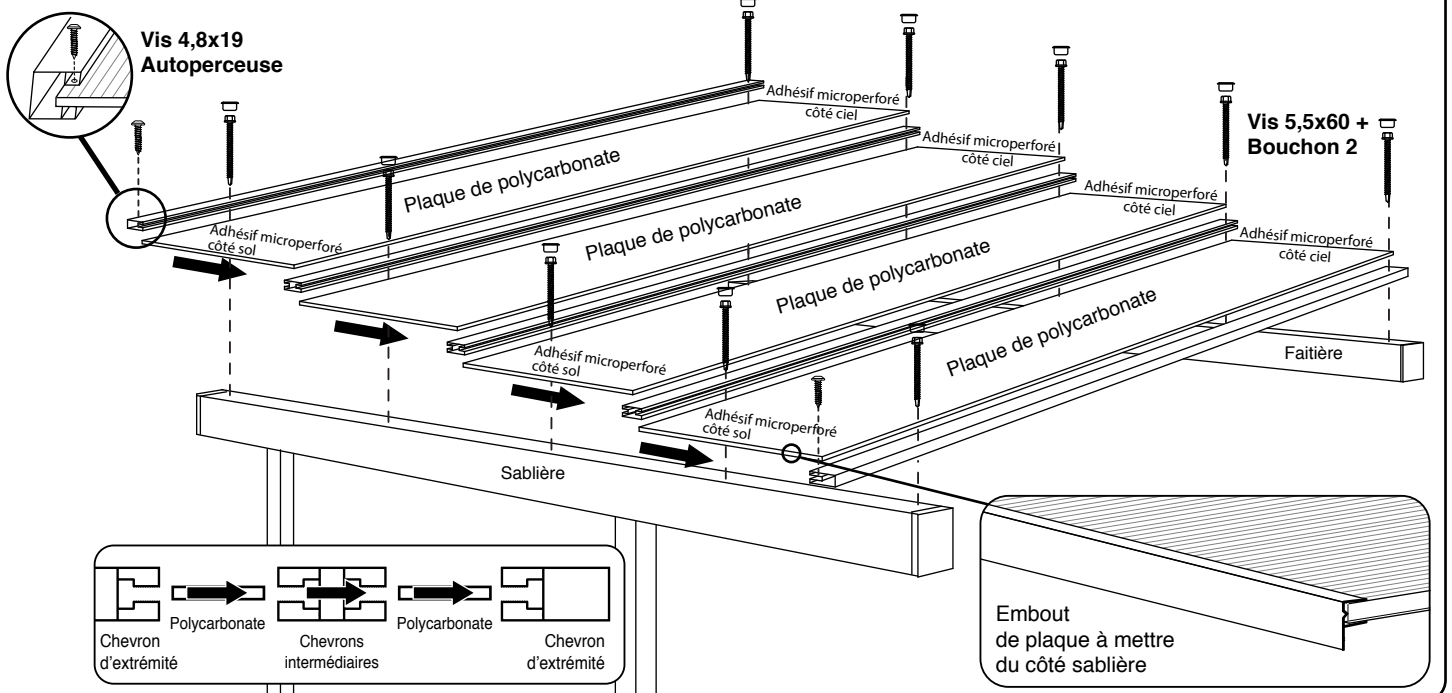 Vis 4,8x19
Autoperceuse
Adhésif microperforé
côté ciel
Adhésif microperforé
côté ciel
Adhésif microperforé
côté ciel
Adhésif microperforé
côté ciel
Vis 5,5x60 +
Bouchon 2
Plaque de polycarbonate
Plaque de polycarbonate
Plaque de polycarbonate
Plaque de polycarbonate
Adhésif microperforé
côté sol
Adhésif microperforé
côté sol
Adhésif microperforé
côté sol
Faitière
Sablière
Polycarbonate
Polycarbonate
Chevron
d'extrémité
Chevrons
intermédiaires
Chevron
d'extrémité
Embout
de plaque à mettre
du côté sablière